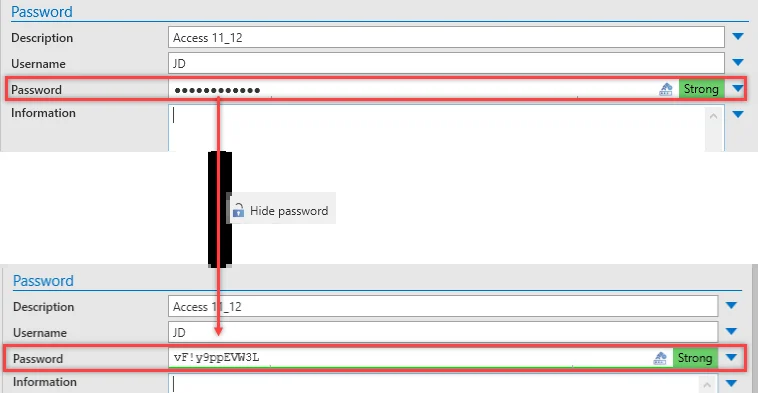 Password
Description Access 11_12
Username JD
Password ●●●●●●●●●●●● Strong
Information
Hide password
Password
Description Access 11_12
Username JD
Password vF!y9ppEVW3L Strong
Information